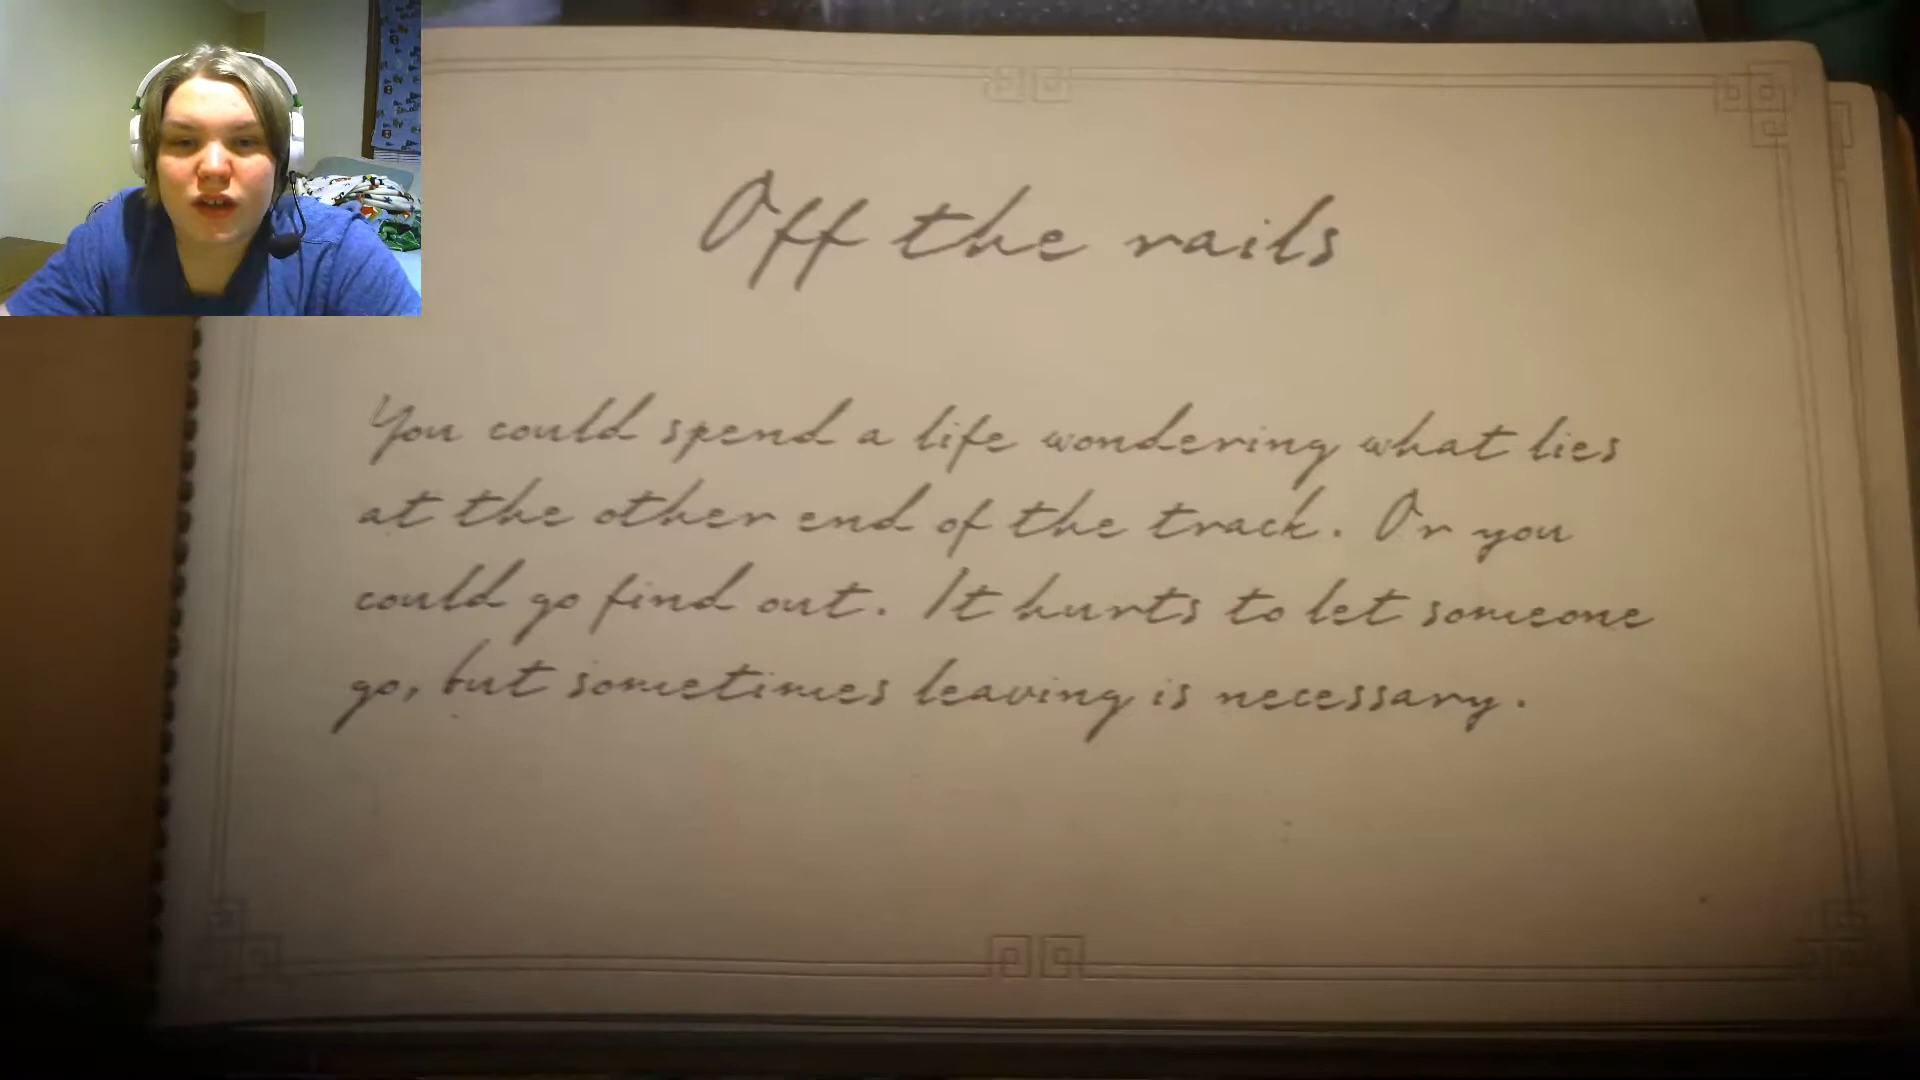 Off the rails
You could spend a life wondering what lies
at the other end of the track. Or you
could go find out. It hurts to let someone
go, but sometimes leaving is necessary.